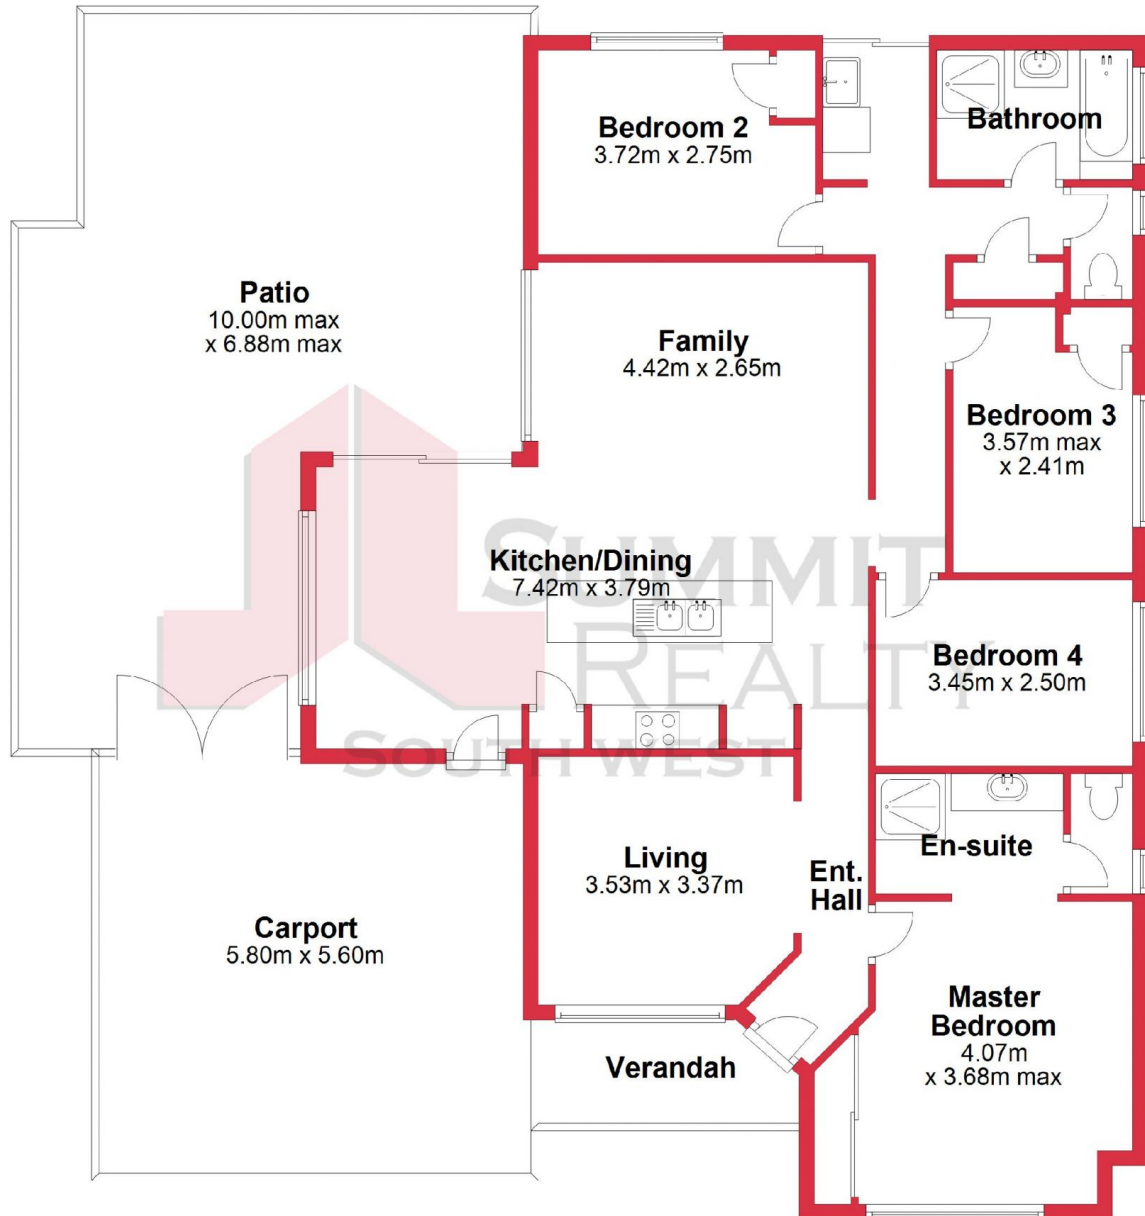 Bedroom 2
3.72m x 2.75m
Bathroom
Patio
10.00m max
x 6.88m max
Family
4.42m x 2.65m
Bedroom 3
3.57m max
x 2.41m
Kitchen/Dining
7.42m x 3.79m
SUMMIT
REALTY
SOUTH WEST
Bedroom 4
3.45m x 2.50m
Living
3.53m x 3.37m
Ent.
Hall
En-suite
Carport
5.80m x 5.60m
Master
Bedroom
4.07m
x 3.68m max
Verandah